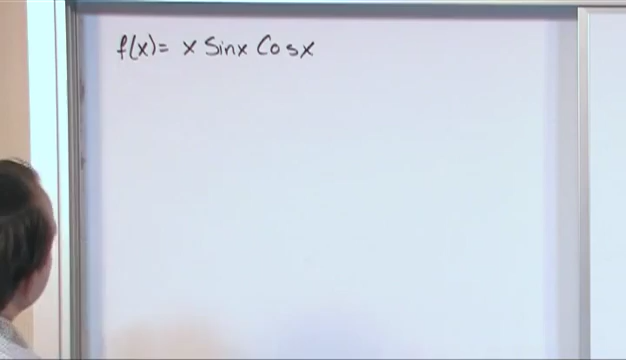 f(x)= x Sinx Cosx